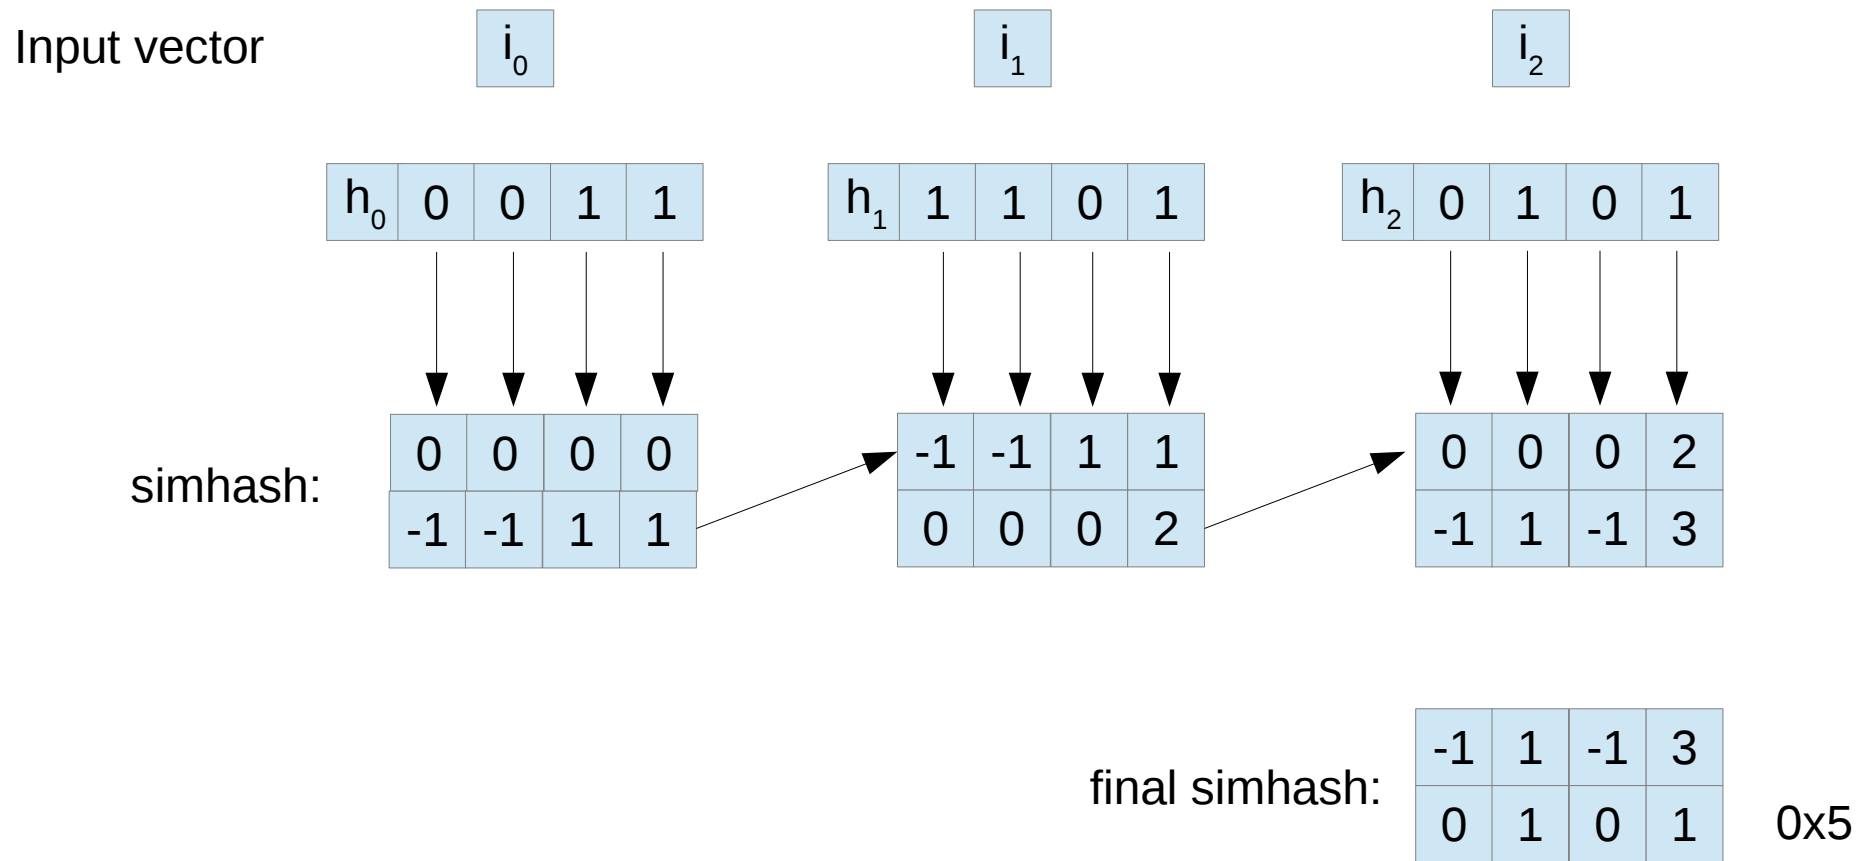 Input vector i₀ i₁ i₂
h₀ 0 0 1 1 h₁ 1 1 0 1 h₂ 0 1 0 1
0 0 0 0 -1 -1 1 1 0 0 0 2
simhash:
-1 -1 1 1 0 0 0 2 -1 1 -1 3
-1 1 -1 3
final simhash:
0 1 0 1 0x5